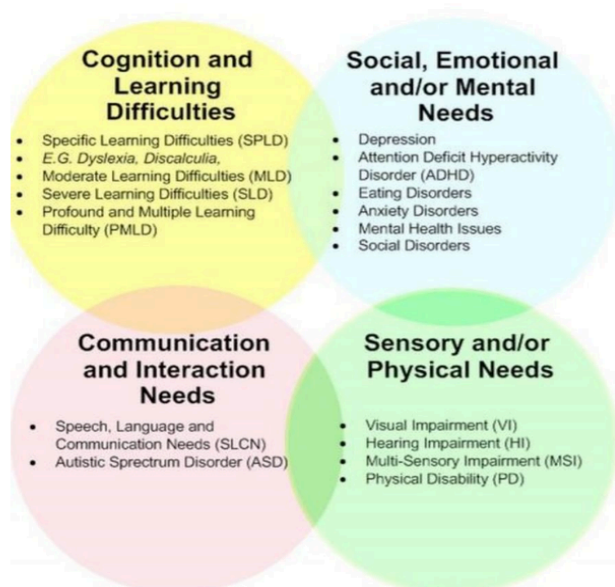 Cognition and
Learning
Difficulties
• Specific Learning Difficulties (SPLD)
• E.G. Dyslexia, Discalculia,
• Moderate Learning Difficulties (MLD)
• Severe Learning Difficulties (SLD)
• Profound and Multiple Learning
Difficulty (PMLD)
Social, Emotional
and/or Mental
Needs
• Depression
• Attention Deficit Hyperactivity
Disorder (ADHD)
• Eating Disorders
• Anxiety Disorders
• Mental Health Issues
• Social Disorders
Communication
and Interaction
Needs
• Speech, Language and
Communication Needs (SLCN)
• Autistic Sprectrum Disorder (ASD)
Sensory and/or
Physical Needs
• Visual Impairment (VI)
• Hearing Impairment (HI)
• Multi-Sensory Impairment (MSI)
• Physical Disability (PD)